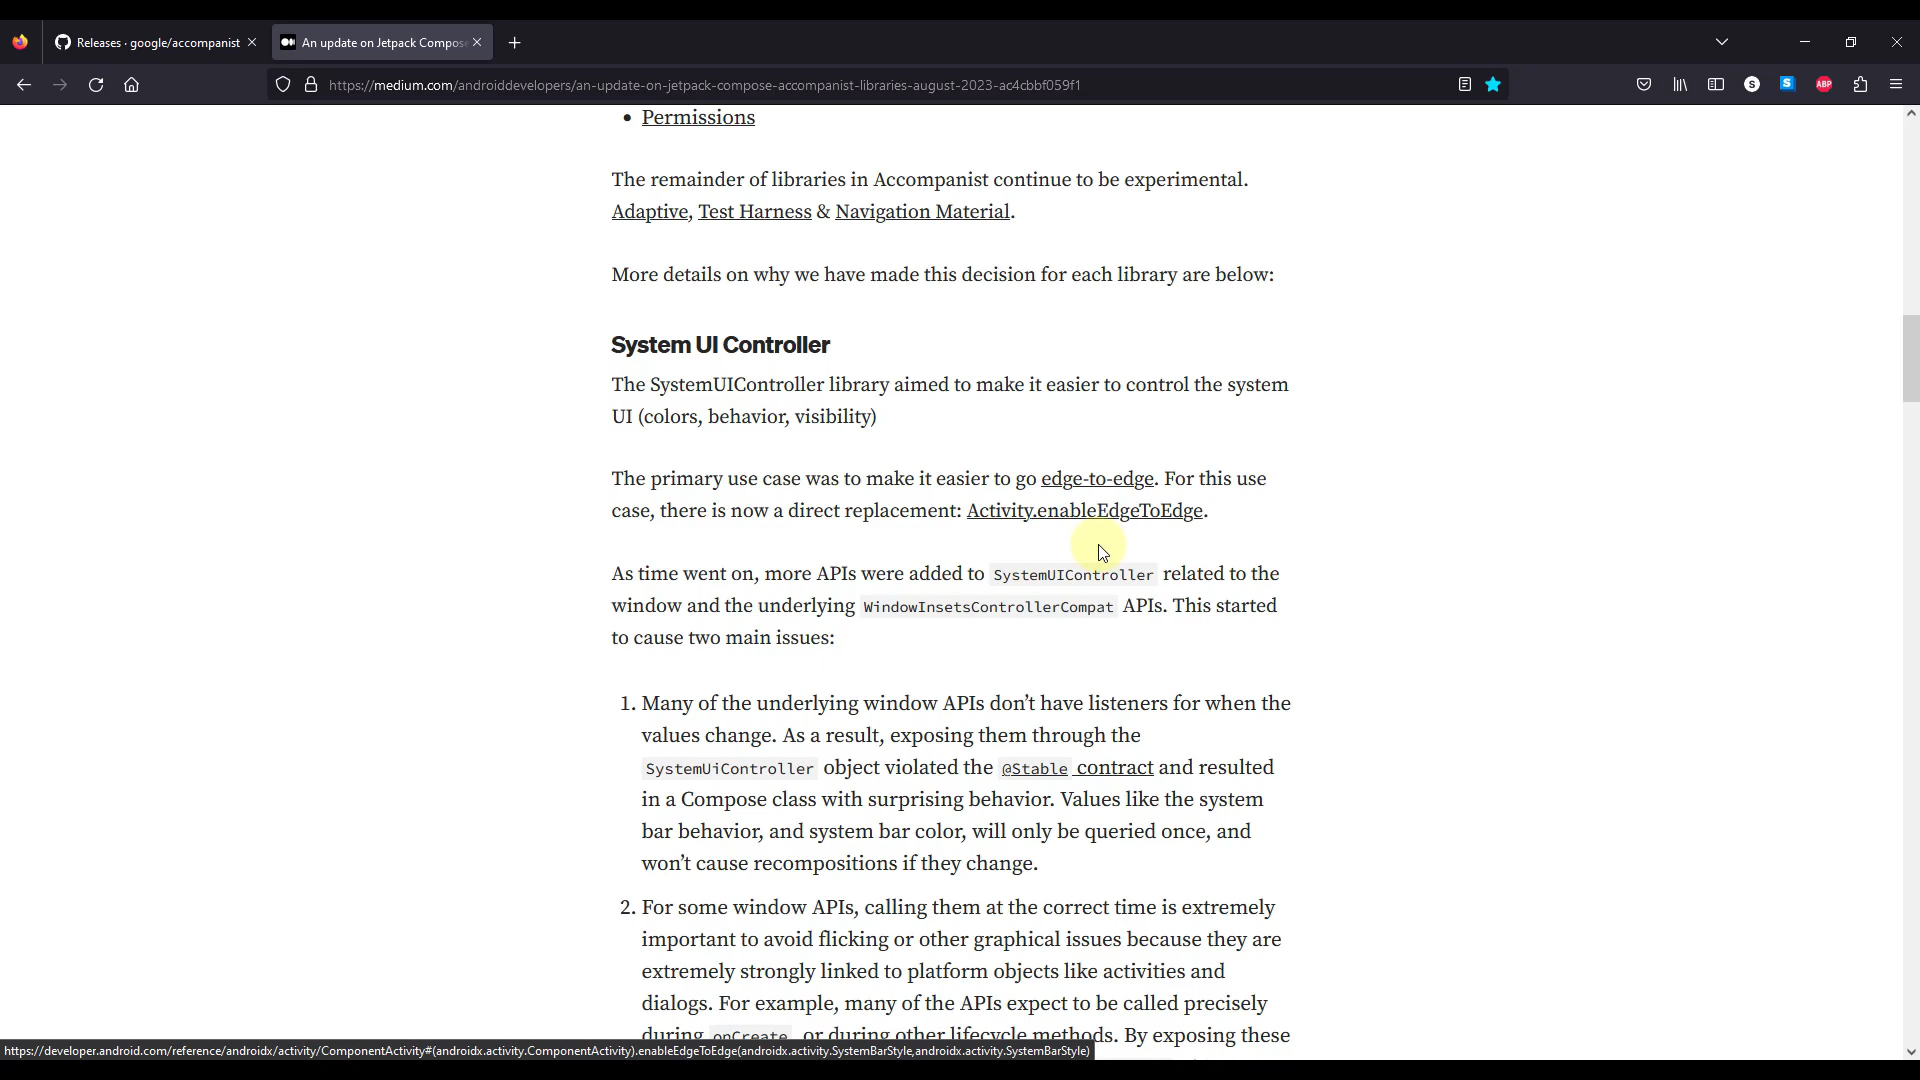 Releases · google/accompanist
An update on Jetpack Compos
https://medium.com/androiddevelopers/an-update-on-jetpack-compose-accompanist-libraries-august-2023-ac4cbbf059f1
S
S
ABP
• Permissions
The remainder of libraries in Accompanist continue to be experimental.
Adaptive, Test Harness & Navigation Material.
More details on why we have made this decision for each library are below:
System UI Controller
The SystemUIController library aimed to make it easier to control the system
UI (colors, behavior, visibility)
The primary use case was to make it easier to go edge-to-edge. For this use
case, there is now a direct replacement: Activity.enableEdgeToEdge.
As time went on, more APIs were added to SystemUIController related to the
window and the underlying WindowInsetsControllerCompat APIs. This started
to cause two main issues:
1. Many of the underlying window APIs don’t have listeners for when the
values change. As a result, exposing them through the
SystemUiController object violated the @Stable contract and resulted
in a Compose class with surprising behavior. Values like the system
bar behavior, and system bar color, will only be queried once, and
won’t cause recompositions if they change.
2. For some window APIs, calling them at the correct time is extremely
important to avoid flicking or other graphical issues because they are
extremely strongly linked to platform objects like activities and
dialogs. For example, many of the APIs expect to be called precisely
during onCreate, or during other lifecycle methods. By exposing these
https://developer.android.com/reference/androidx/activity/ComponentActivity#(androidx.activity.ComponentActivity).enableEdgeToEdge(androidx.activity.SystemBarStyle,androidx.activity.SystemBarStyle)